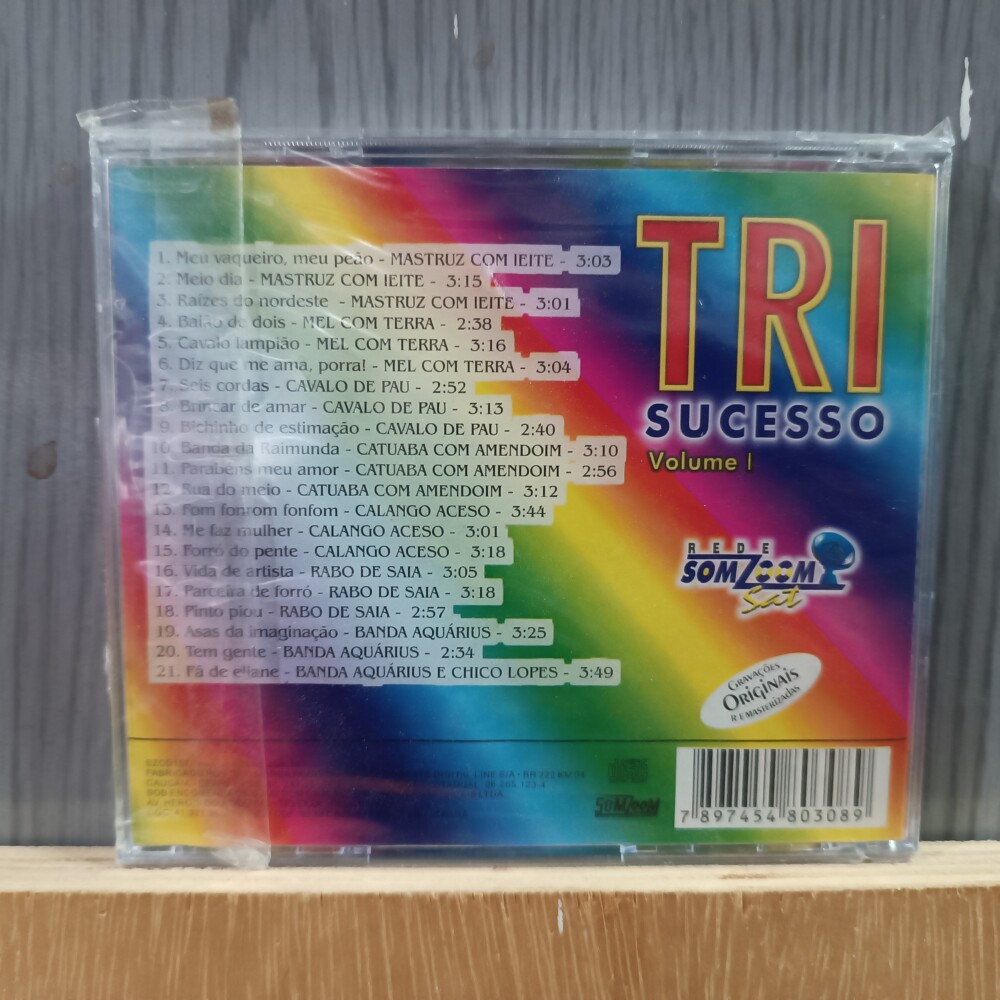 1. Meu vaqueiro, meu peão - MASTRUZ COM lEITE - 3:03
2. Meio dia - MASTRUZ COM lEITE - 3:15
3. Raízes do nordeste - MASTRUZ COM lEITE - 3:01
4. Baião de dois - MEL COM TERRA - 2:38
5. Cavalo lampião - MEL COM TERRA - 3:16
6. Diz que me ama, porra! - MEL COM TERRA - 3:04
7. Seis cordas - CAVALO DE PAU - 2:52
8. Brincar de amar - CAVALO DE PAU - 3:13
9. Bichinho de estimação - CAVALO DE PAU - 2:40
10. Banda da Raimunda - CATUABA COM AMENDOIM - 3:10
11. Parabéns meu amor - CATUABA COM AMENDOIM - 2:56
12. Sua do meio - CATUABA COM AMENDOIM - 3:12
13. Fom fonrom fonfom - CALANGO ACESO - 3:44
14. Me faz mulher - CALANGO ACESO - 3:01
15. Forró do pente - CALANGO ACESO - 3:18
16. Vida de artista - RABO DE SAIA - 3:05
17. Parceira de forró - RABO DE SAIA - 3:18
18. Pinto piou - RABO DE SAIA - 2:57
19. Asas da imaginação - BANDA AQUÁRIUS - 3:25
20. Tem gente - BANDA AQUÁRIUS - 2:34
21. Fã de eliane - BANDA AQUÁRIUS E CHICO LOPES - 3:49
TRI
SUCESSO
Volume I
REDE
SOMZOOM
Sat
GRAVAÇÕES
ORIGINAIS
REMASTERIZADAS
SOMZOOM
7 897454 803089